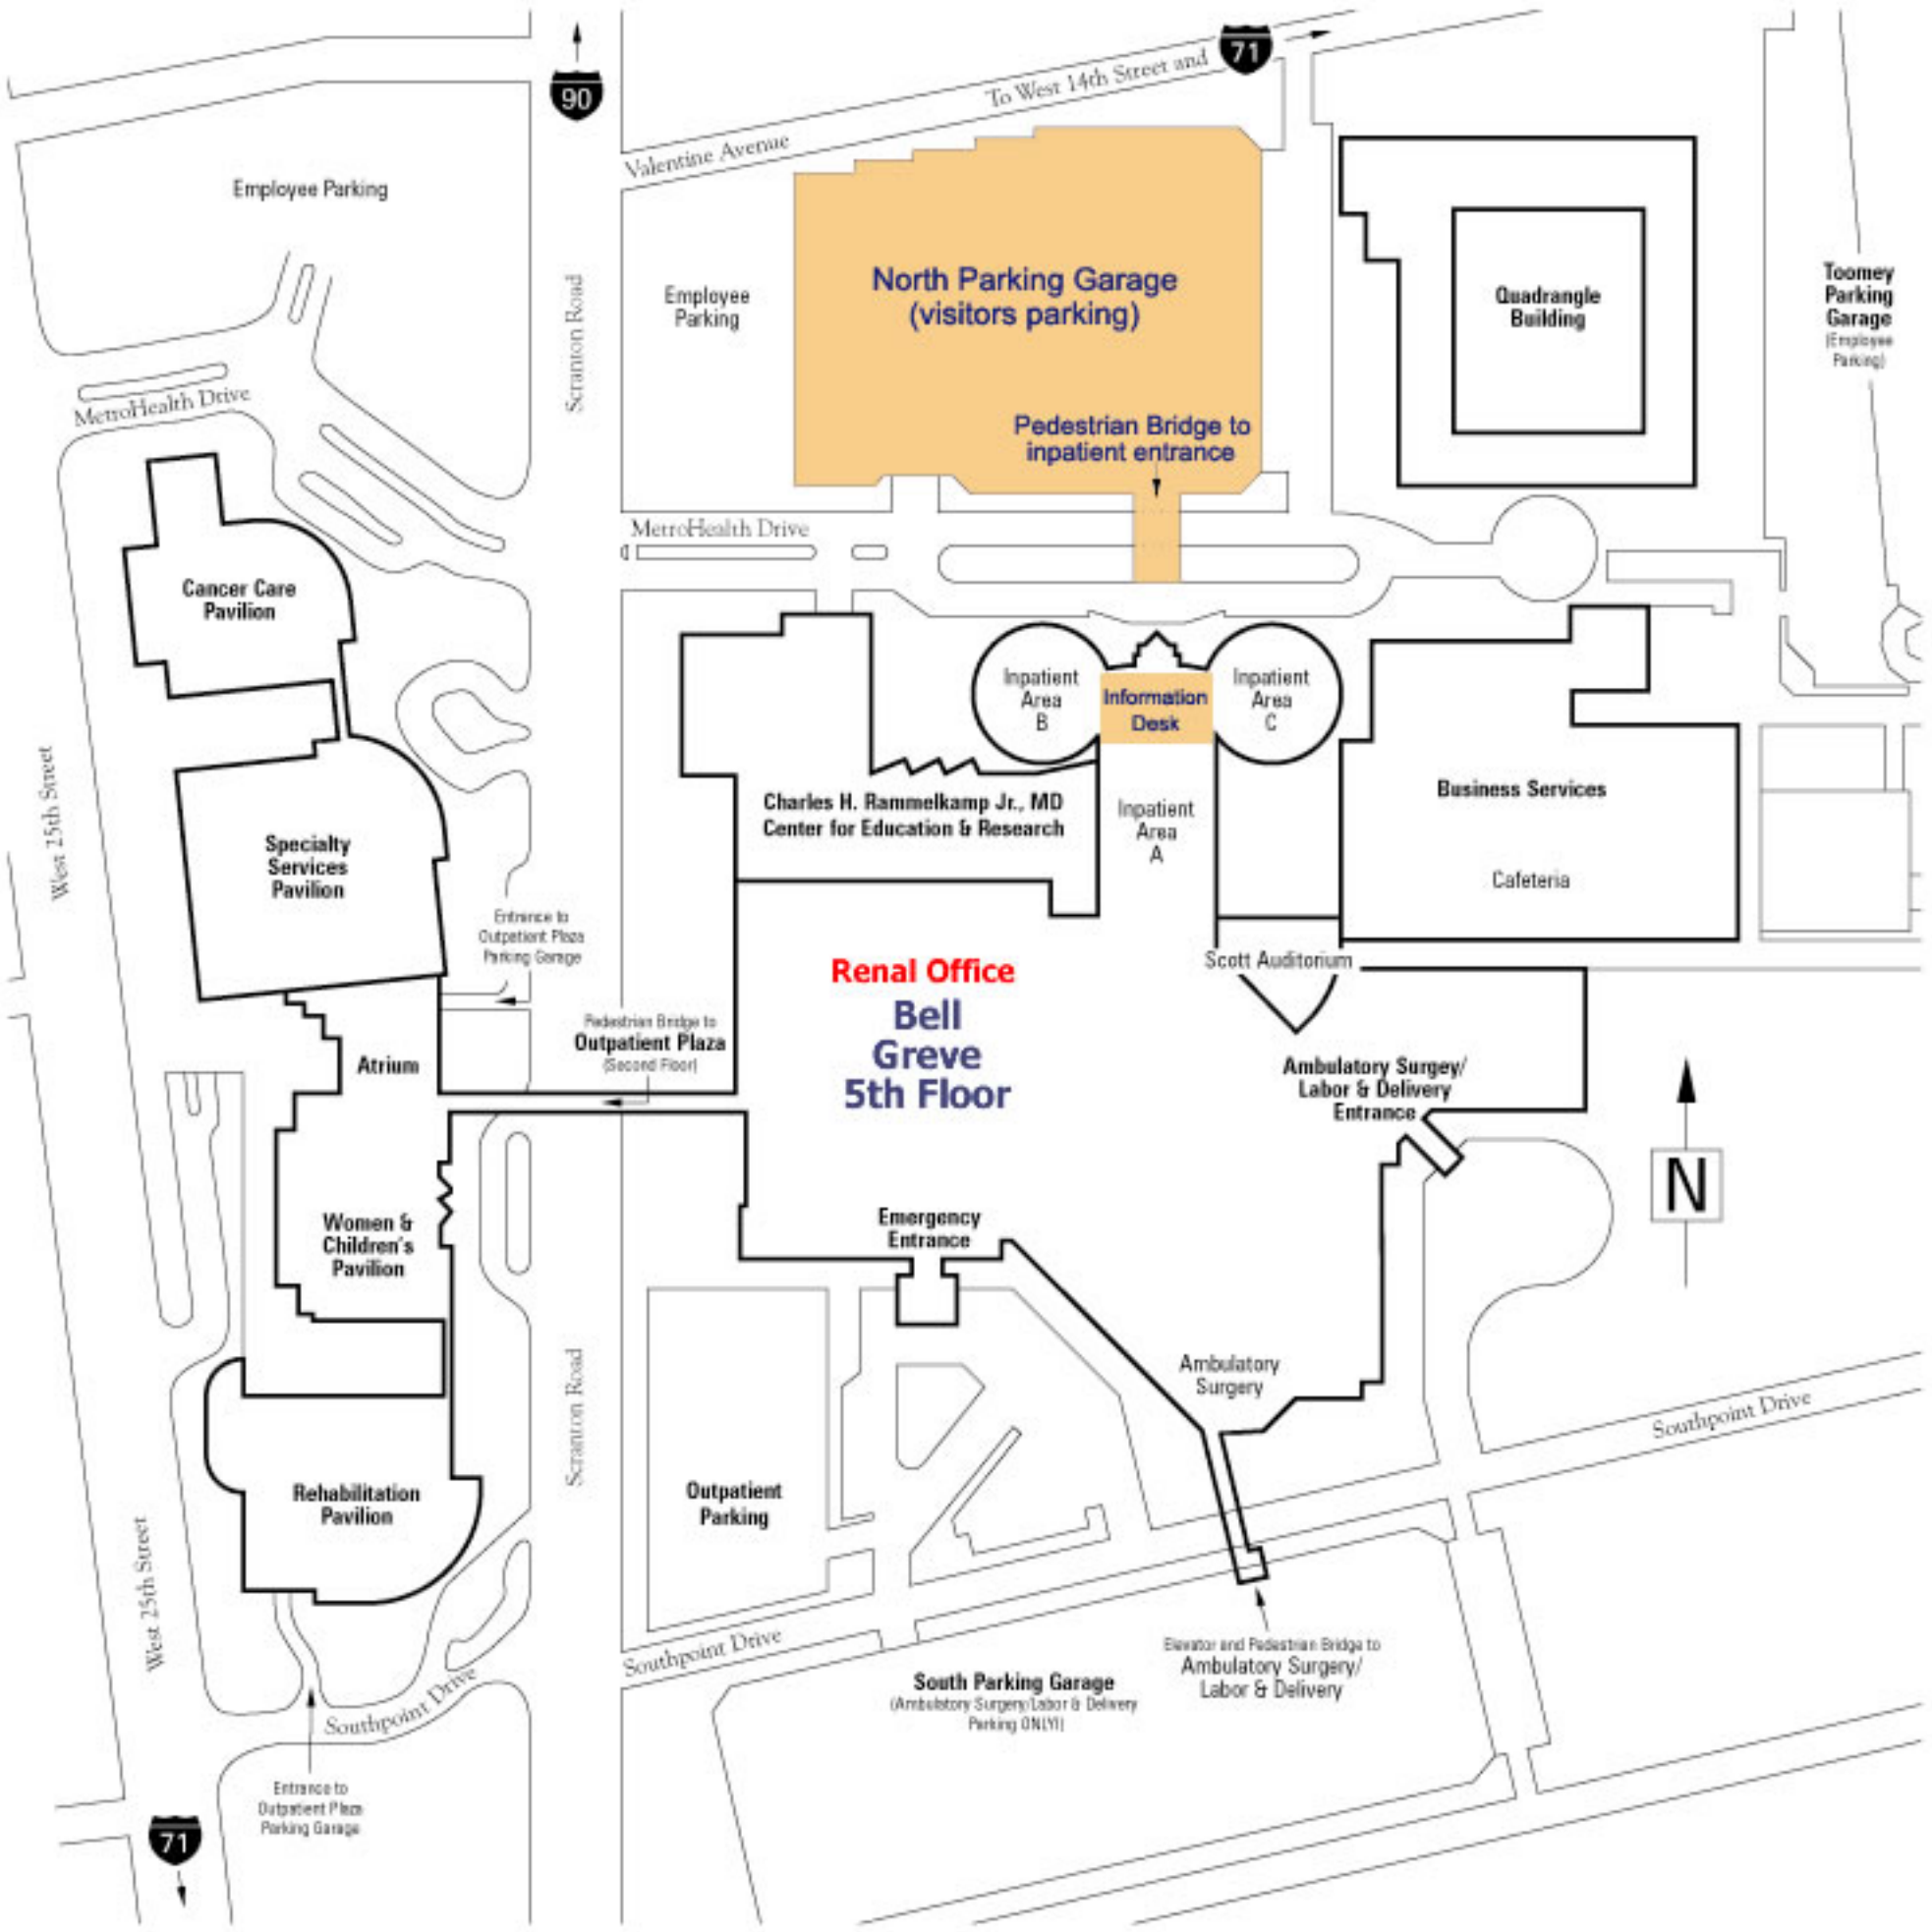 71
To West 14th Street and
90
Valentine Avenue
Employee Parking
Scranton Road
Employee
Parking
North Parking Garage
(visitors parking)
Quadrangle
Building
Toomey
Parking
Garage
(Employee
Parking)
MetroHealth Drive
Pedestrian Bridge to
inpatient entrance
MetroHealth Drive
Cancer Care
Pavilion
Inpatient
Area
B
Information
Desk
Inpatient
Area
C
West 25th Street
Specialty
Services
Pavilion
Charles H. Rammelkamp Jr., MD
Center for Education & Research
Inpatient
Area
A
Business Services
Cafeteria
Entrance to
Outpatient Plaza
Parking Garage
Scott Auditorium
Renal Office
Bell
Greve
5th Floor
Pedestrian Bridge to
Outpatient Plaza
(Second Floor)
Atrium
Ambulatory Surgey/
Labor & Delivery
Entrance
N
Women &
Children's
Pavilion
Emergency
Entrance
Scranton Road
Ambulatory
Surgery
Southpoint Drive
Rehabilitation
Pavilion
Outpatient
Parking
West 25th Street
Southpoint Drive
Southpoint Drive
South Parking Garage
(Ambulatory Surgery/Labor & Delivery
Parking ONLY!)
Elevator and Pedestrian Bridge to
Ambulatory Surgery/
Labor & Delivery
Entrance to
Outpatient Plaza
Parking Garage
71